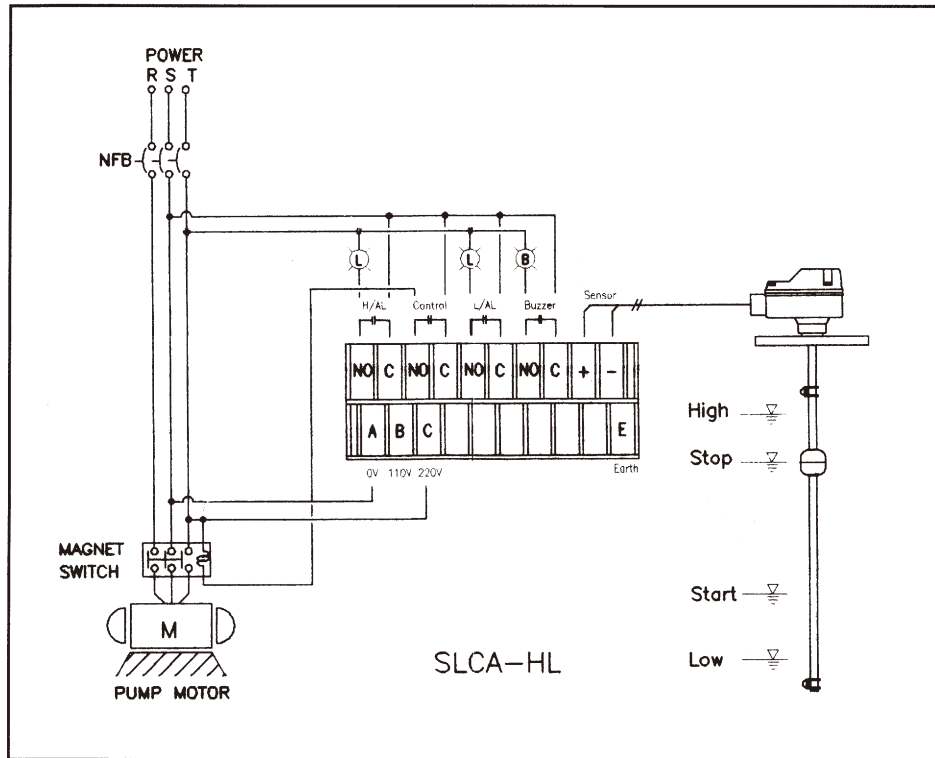 POWER
R S T
NFB
L
L
B
H/AL
Control
L/AL
Buzzer
Sensor
NO C NO C NO C NO C + -
A B C E
0V 110V 220V
Earth
High
Stop
Start
Low
MAGNET
SWITCH
M
PUMP MOTOR
SLCA-HL